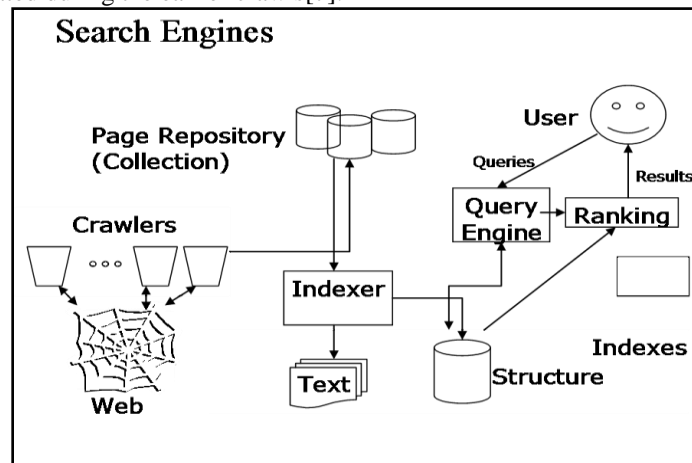 Search Engines
Page Repository
(Collection)
User
Queries
Results
Crawlers
Query
Engine
Ranking
Indexer
Indexes
Text
Structure
Web